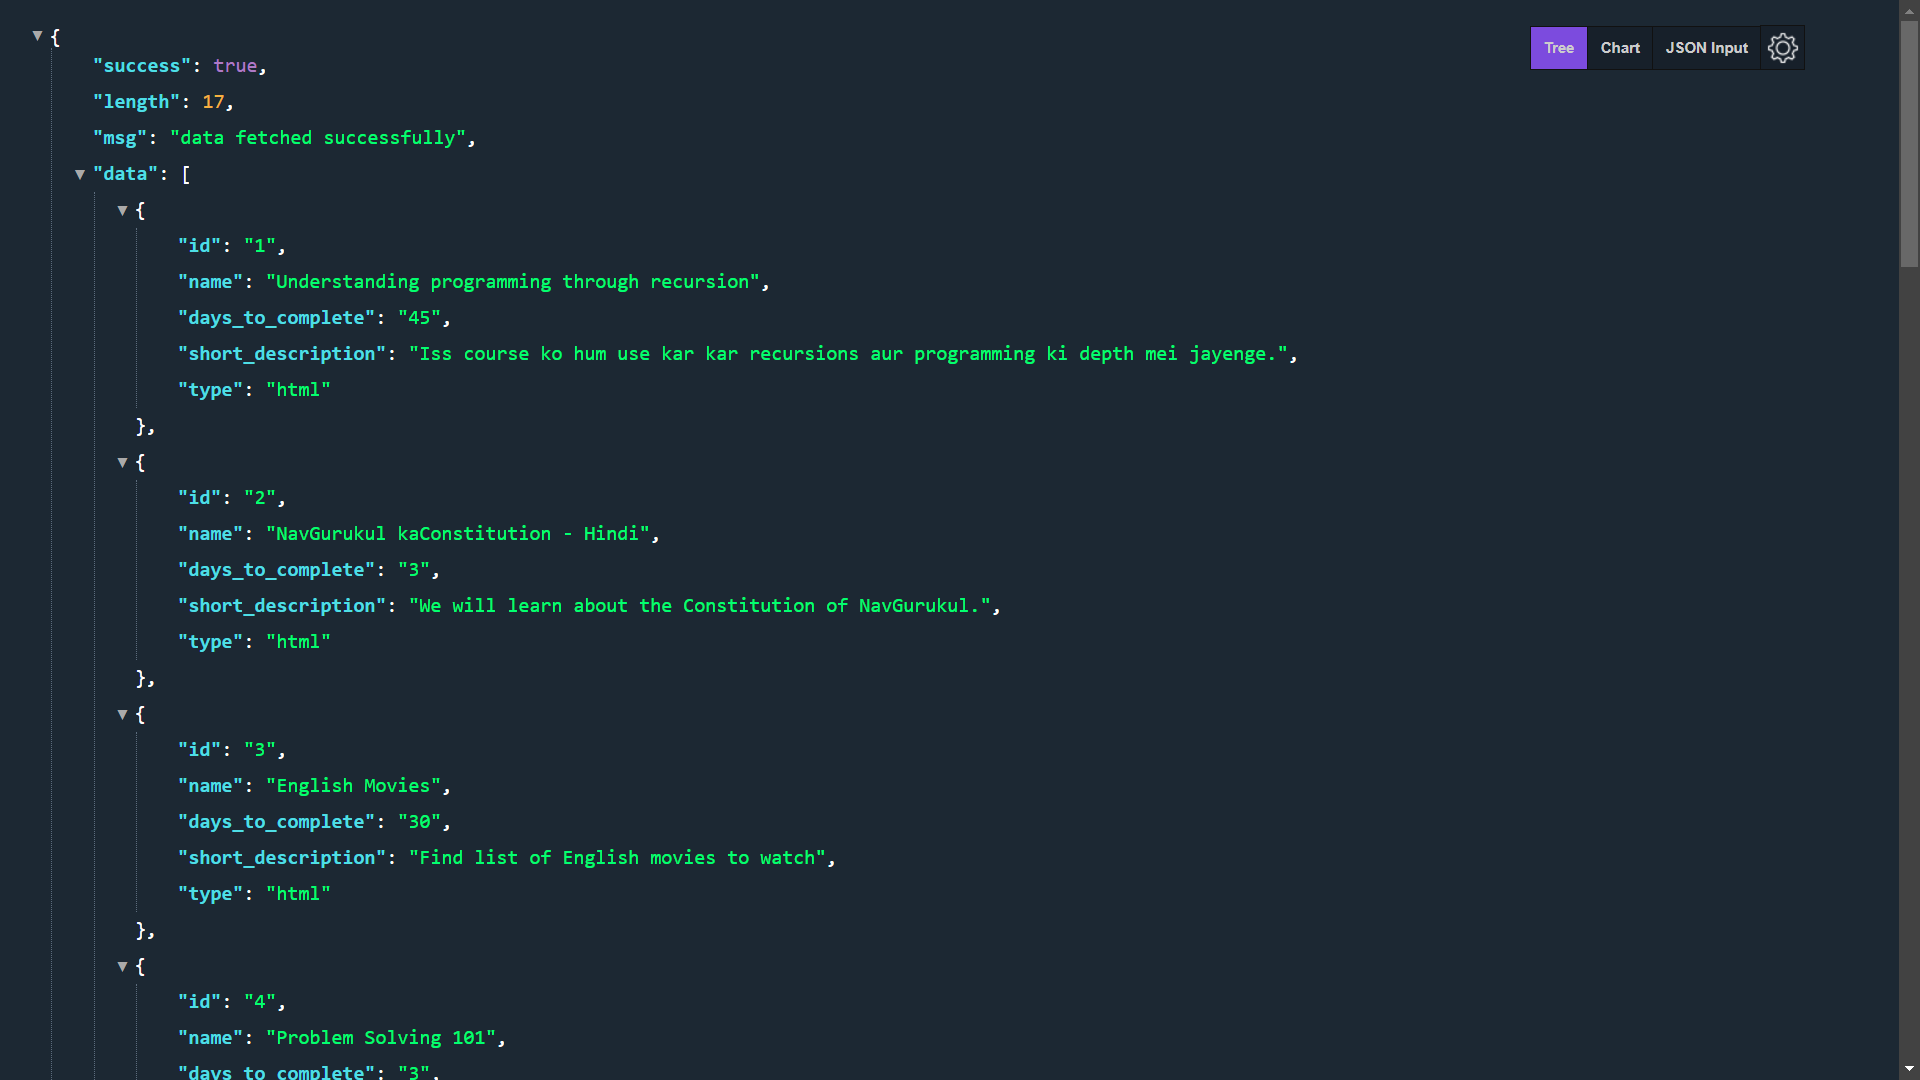 {
Tree Chart JSON Input
"success": true,
"length": 17,
"msg": "data fetched successfully",
"data": [
{
"id": "1",
"name": "Understanding programming through recursion",
"days_to_complete": "45",
"short_description": "Iss course ko hum use kar kar recursions aur programming ki depth mei jayenge.",
"type": "html"
},
{
"id": "2",
"name": "NavGurukul kaConstitution - Hindi",
"days_to_complete": "3",
"short_description": "We will learn about the Constitution of NavGurukul.",
"type": "html"
},
{
"id": "3",
"name": "English Movies",
"days_to_complete": "30",
"short_description": "Find list of English movies to watch",
"type": "html"
},
{
"id": "4",
"name": "Problem Solving 101",
"days_to_complete": "3",